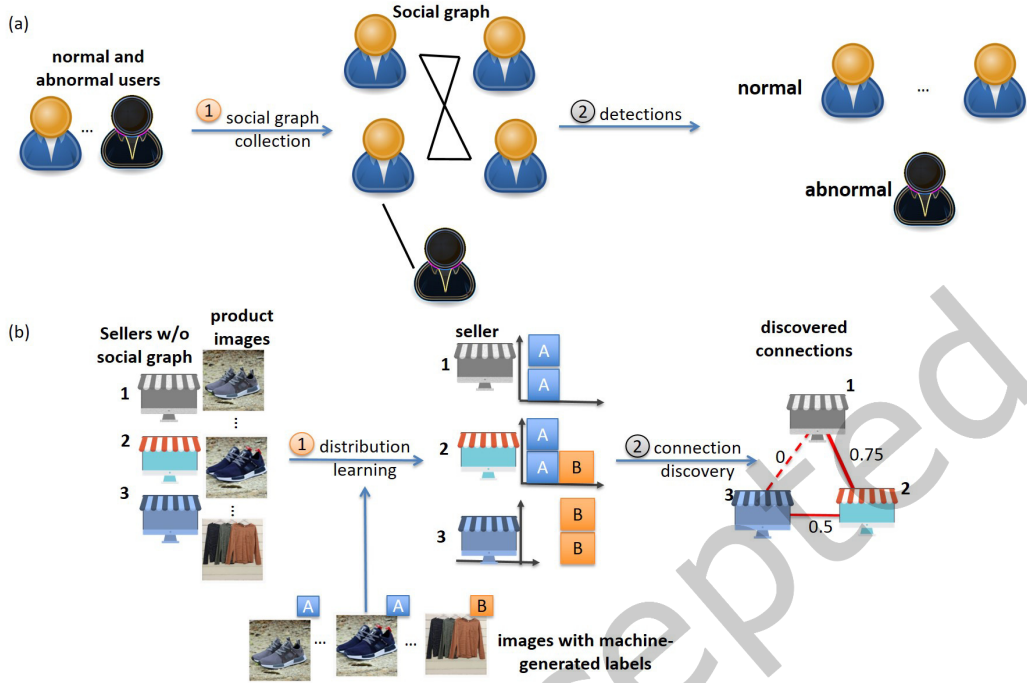 (a)
Social graph
normal and
abnormal users
...
1
social graph
collection
2 detections
normal
...
abnormal
(b)
Sellers w/o
social graph
product
images
1
2
3
⋮
⋮
1 distribution
learning
seller
1
A
A
2
A
A B
3
B
B
2 connection
discovery
discovered
connections
1
0
0.75
3
2
0.5
A
A
B
...
...
images with machine-
generated labels
epted